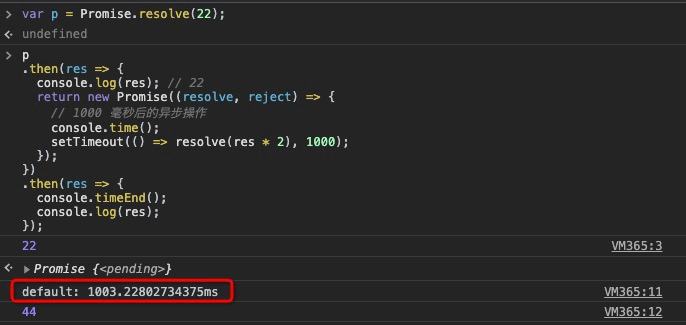 > var p = Promise.resolve(22);
undefined
> p
.then(res => {
console.log(res); // 22
return new Promise((resolve, reject) => {
// 1000 毫秒后的异步操作
console.time();
setTimeout(() => resolve(res * 2), 1000);
});
})
.then(res => {
console.timeEnd();
console.log(res);
});
22 VM365:3
Promise {<pending>}
default: 1003.22802734375ms VM365:11
44 VM365:12